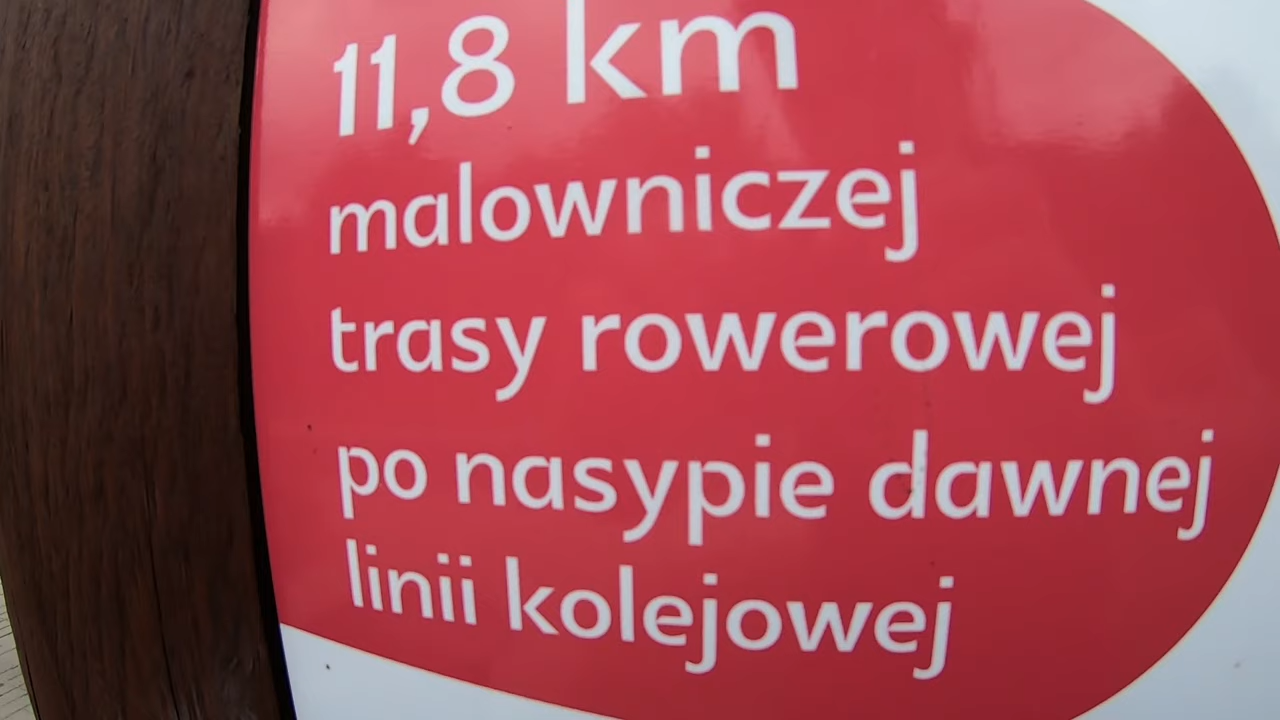 11,8 km
malowniczej
trasy rowerowej
po nasypie dawnej
linii kolejowej